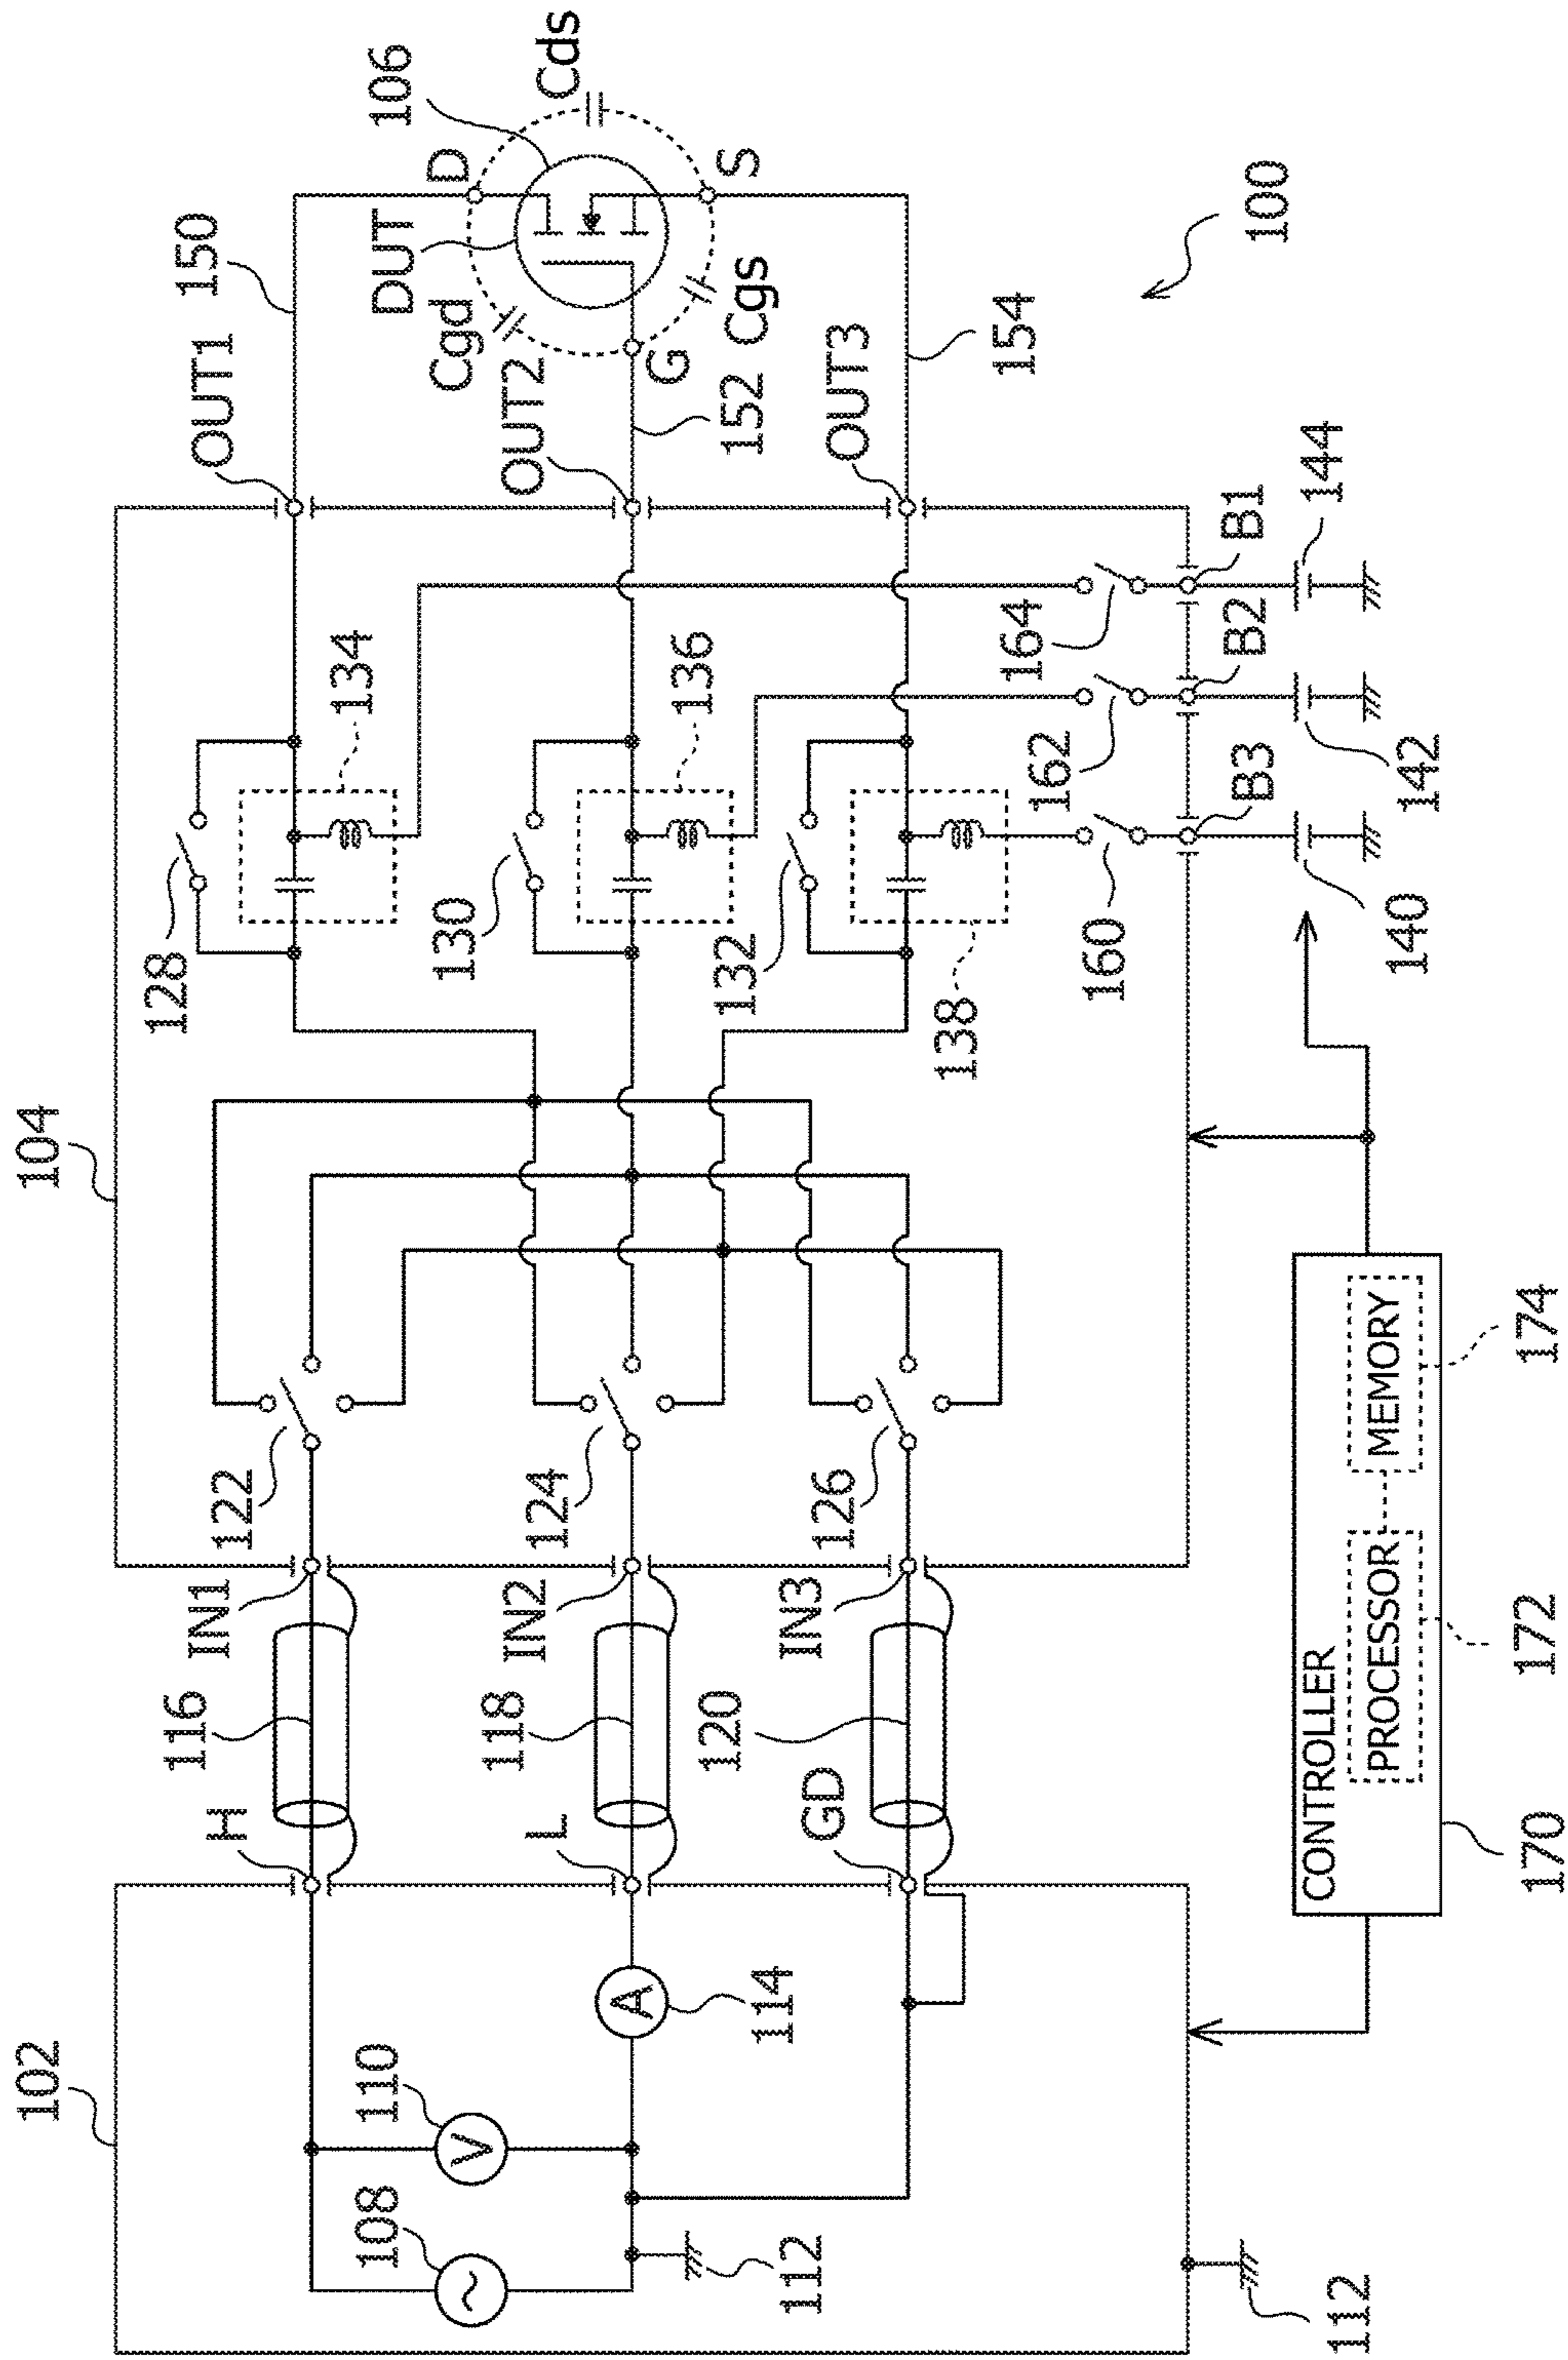 102
108
110
112
114
112
H
L
GD
116
118
120
IN1
IN2
IN3
104
122
124
126
128
130
132
134
136
138
OUT1
OUT2
OUT3
150
152
154
D
G
S
DUT
106
Cgd
Cgs
Cds
100
160
162
164
B3
B2
B1
140
142
144
CONTROLLER
PROCESSOR
MEMORY
170
172
174
V
A